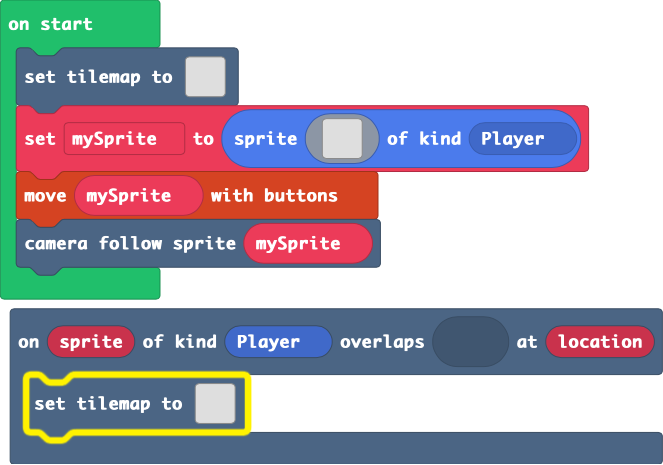 on start
set tilemap to
set mySprite to sprite of kind Player
move mySprite with buttons
camera follow sprite mySprite
on sprite of kind Player overlaps at location
set tilemap to